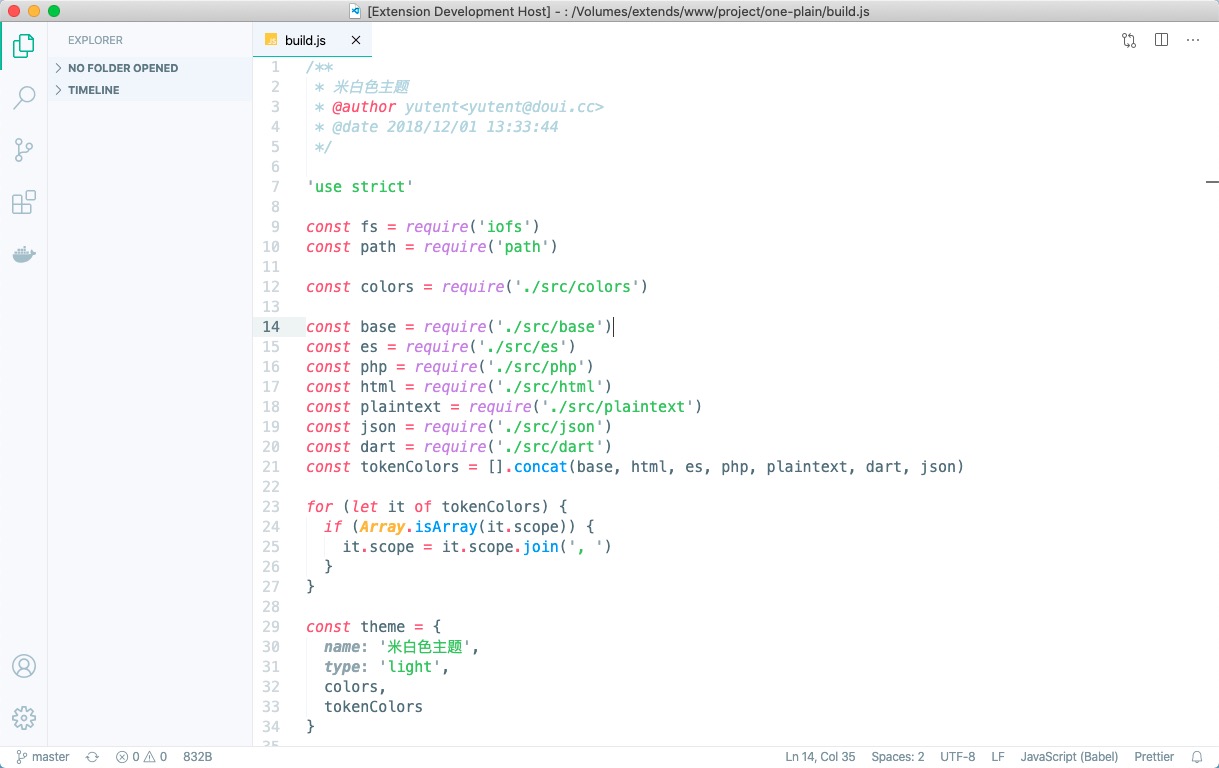 [Extension Development Host] - : /Volumes/extends/www/project/one-plain/build.js
EXPLORER
NO FOLDER OPENED
TIMELINE
JS build.js
1 /**
2 * 米白色主题
3 * @author yutent<yutent@doui.cc>
4 * @date 2018/12/01 13:33:44
5 */
6
7 'use strict'
8
9 const fs = require('iofs')
10 const path = require('path')
11
12 const colors = require('./src/colors')
13
14 const base = require('./src/base')
15 const es = require('./src/es')
16 const php = require('./src/php')
17 const html = require('./src/html')
18 const plaintext = require('./src/plaintext')
19 const json = require('./src/json')
20 const dart = require('./src/dart')
21 const tokenColors = [].concat(base, html, es, php, plaintext, dart, json)
22
23 for (let it of tokenColors) {
24 if (Array.isArray(it.scope)) {
25 it.scope = it.scope.join(', ')
26 }
27 }
28
29 const theme = {
30 name: '米白色主题',
31 type: 'light',
32 colors,
33 tokenColors
34 }
35
master 0 0 832B Ln 14, Col 35 Spaces: 2 UTF-8 LF JavaScript (Babel) Prettier